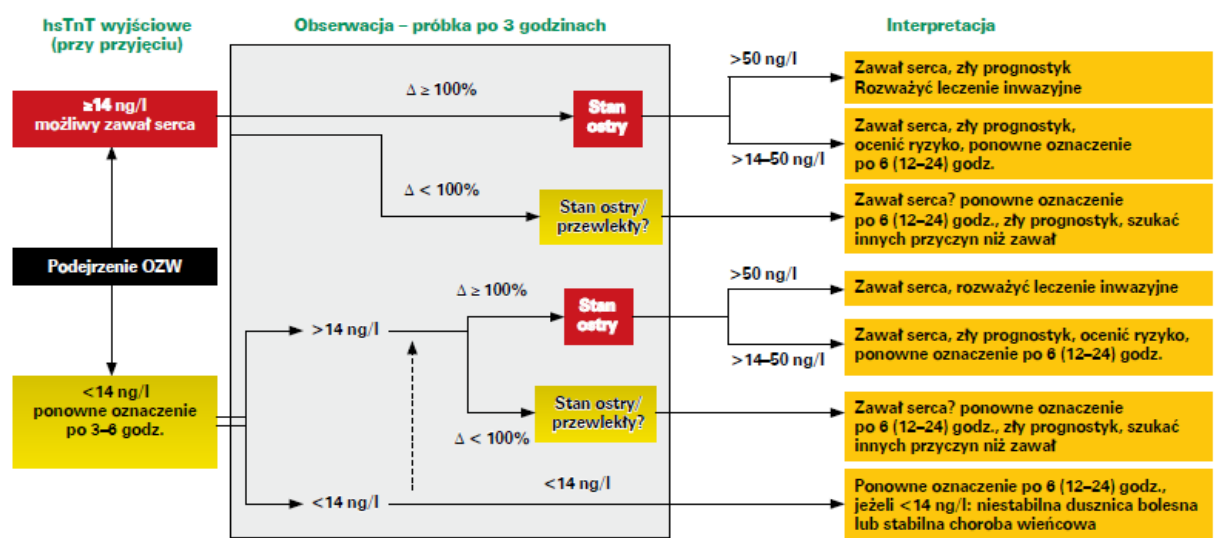 hsTnT wyjściowe
(przy przyjęciu)
Obserwacja – próbka po 3 godzinach
Interpretacja
≥14 ng/l
możliwy zawał serca
Δ ≥ 100%
Stan
ostry
>50 ng/l
Zawał serca, zły prognostyk
Rozważyć leczenie inwazyjne
>14–50 ng/l
Zawał serca, zły prognostyk,
ocenić ryzyko, ponowne oznaczenie
po 6 (12–24) godz.
Δ < 100%
Stan ostry/
przewlekły?
Zawał serca? ponowne oznaczenie
po 6 (12–24) godz., zły prognostyk, szukać
innych przyczyn niż zawał
Podejrzenie OZW
<14 ng/l
ponowne oznaczenie
po 3–6 godz.
>14 ng/l
Δ ≥ 100%
Stan
ostry
>50 ng/l
Zawał serca, rozważyć leczenie inwazyjne
>14–50 ng/l
Zawał serca, zły prognostyk, ocenić ryzyko,
ponowne oznaczenie po 6 (12–24) godz.
Δ < 100%
Stan ostry/
przewlekły?
Zawał serca? ponowne oznaczenie
po 6 (12–24) godz., zły prognostyk, szukać
innych przyczyn niż zawał
<14 ng/l
<14 ng/l
Ponowne oznaczenie po 6 (12–24) godz.,
jeżeli <14 ng/l: niestabilna dusznica bolesna
lub stabilna choroba wieńcowa